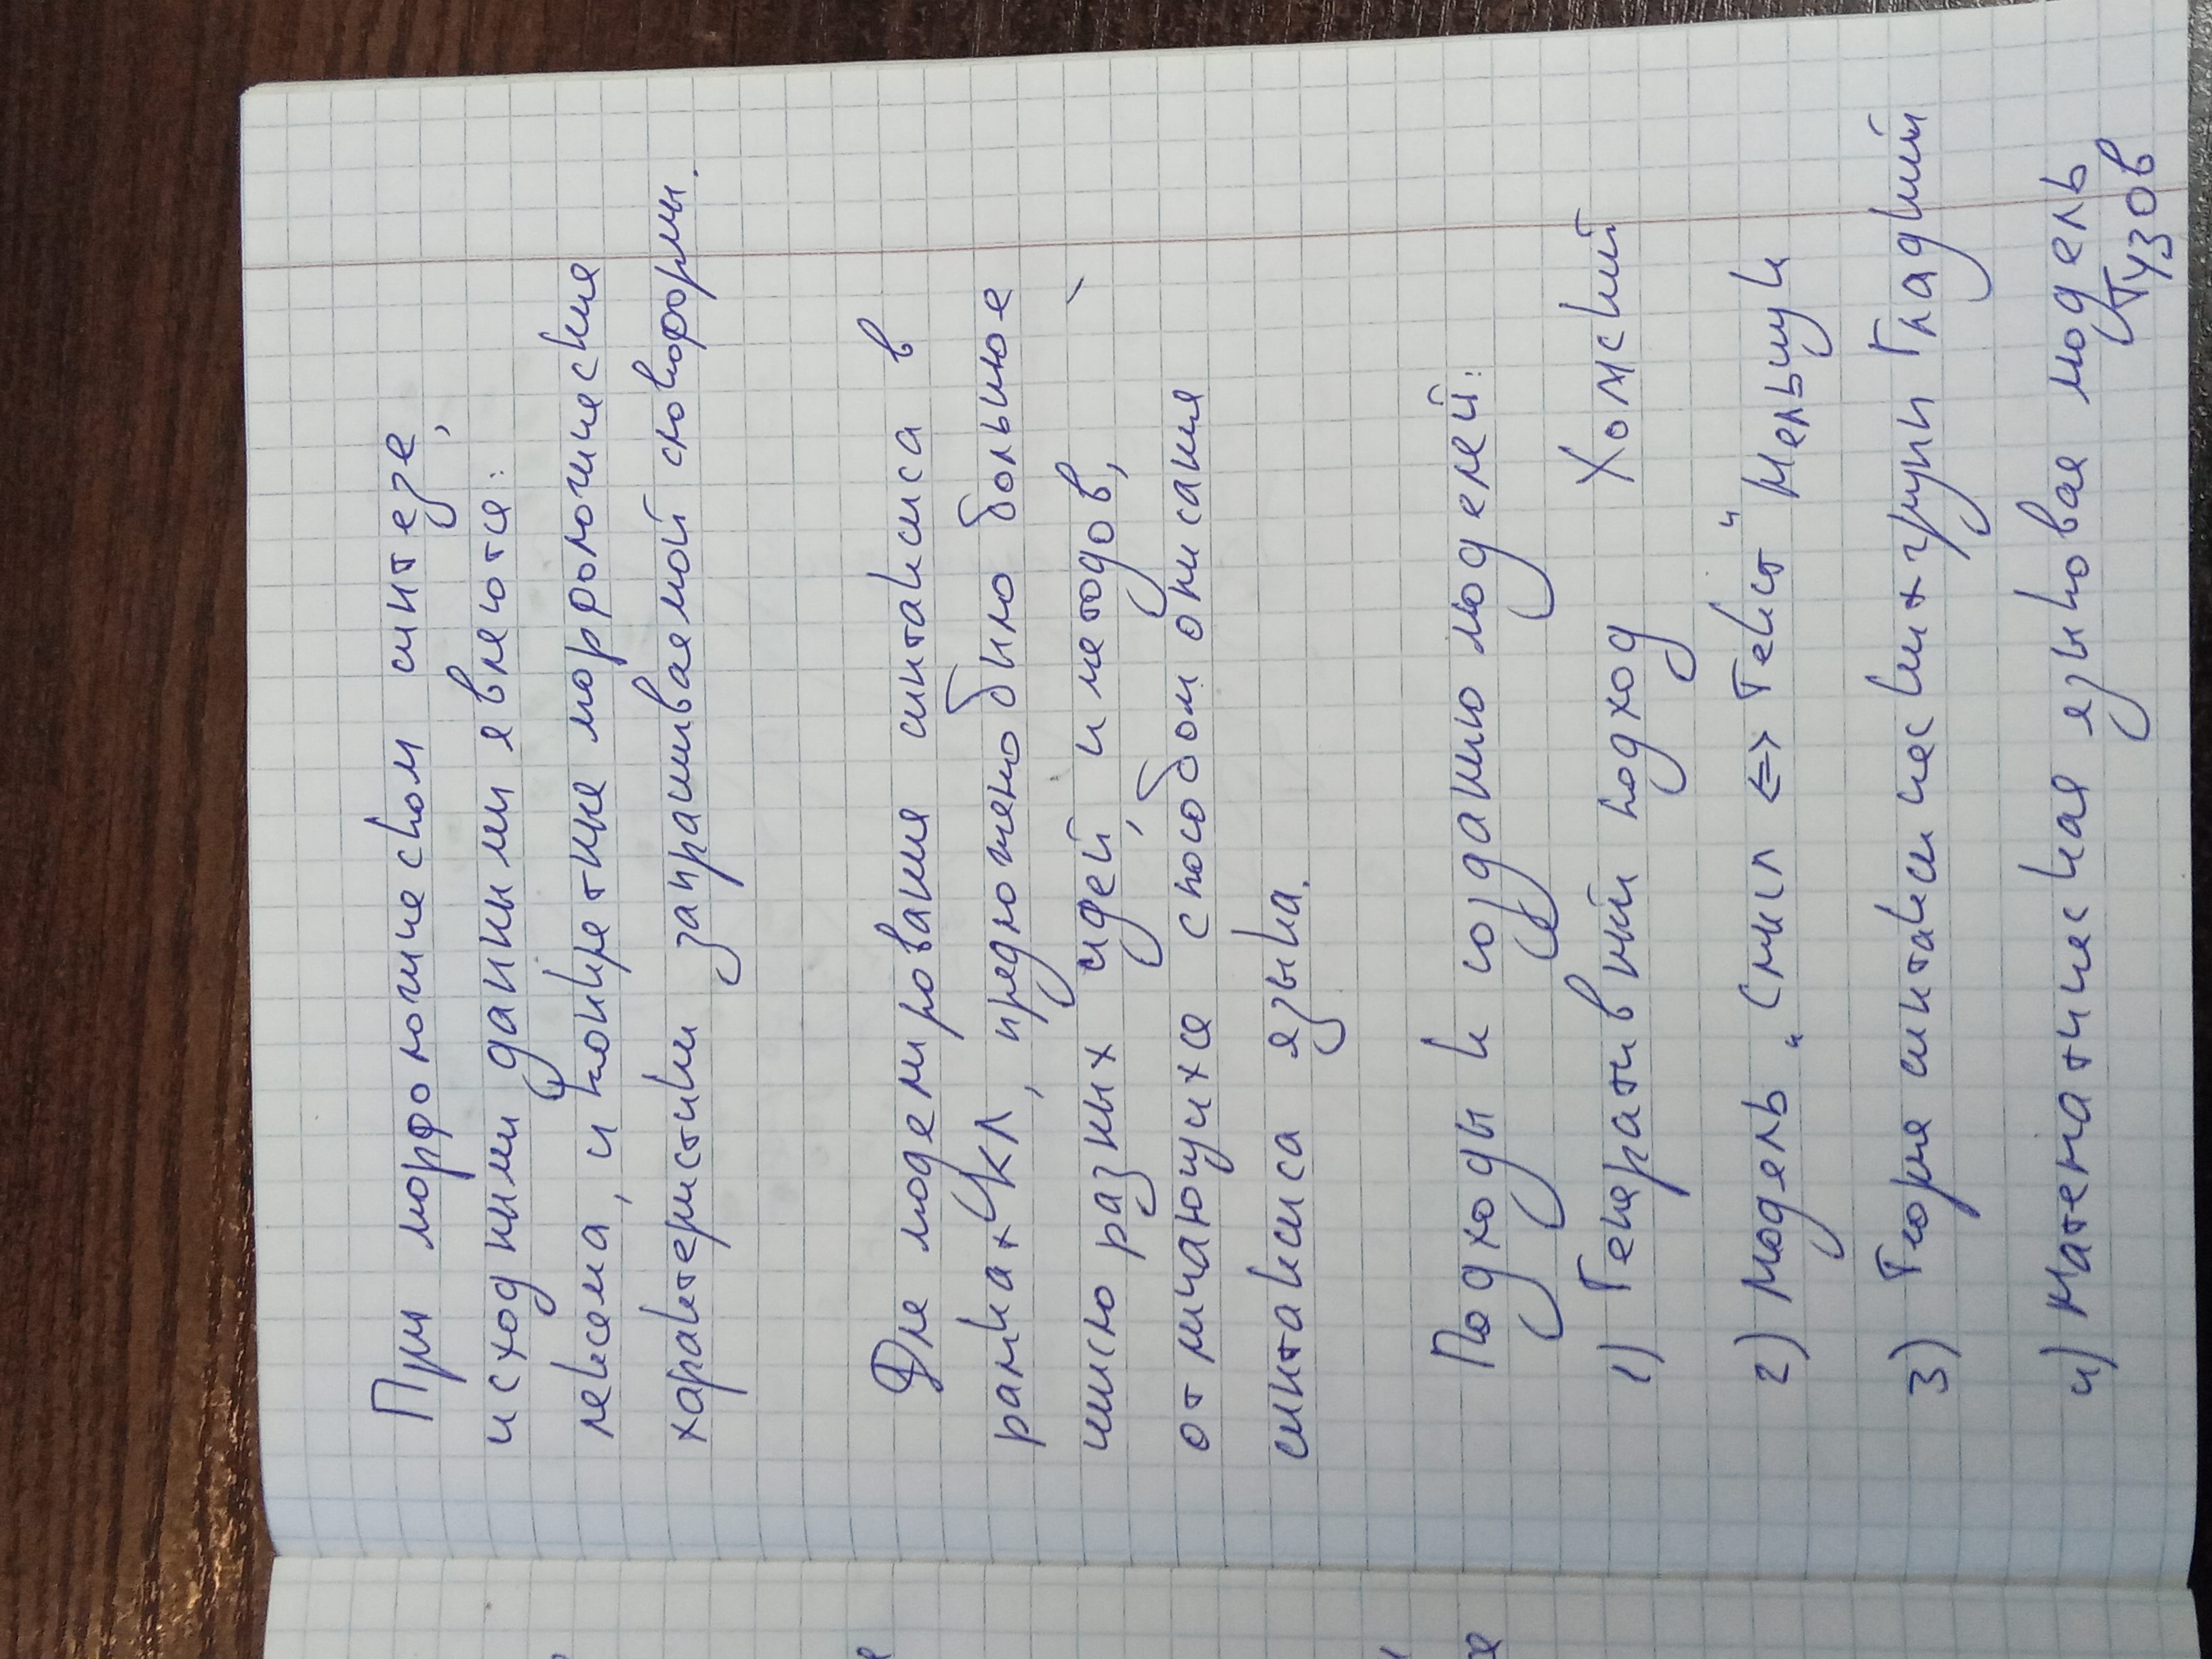 При морфологическом синтезе,
исходными данными являются:
лексема, и конкретные морфологические
характеристики запрашиваемой словоформы.
Для моделирования синтаксиса в
рамках КЛ, предложено было большое
число разных идей, и методов,
отличающихся способом описания
синтаксиса языка.
Подходы к созданию моделей:
1) Генеративный подход Хомский
2) Модель „Смысл <=> Текст" Мельчук
3) Теория синтаксических групп Гладкий
4) Математическая языковая модель
Тузов